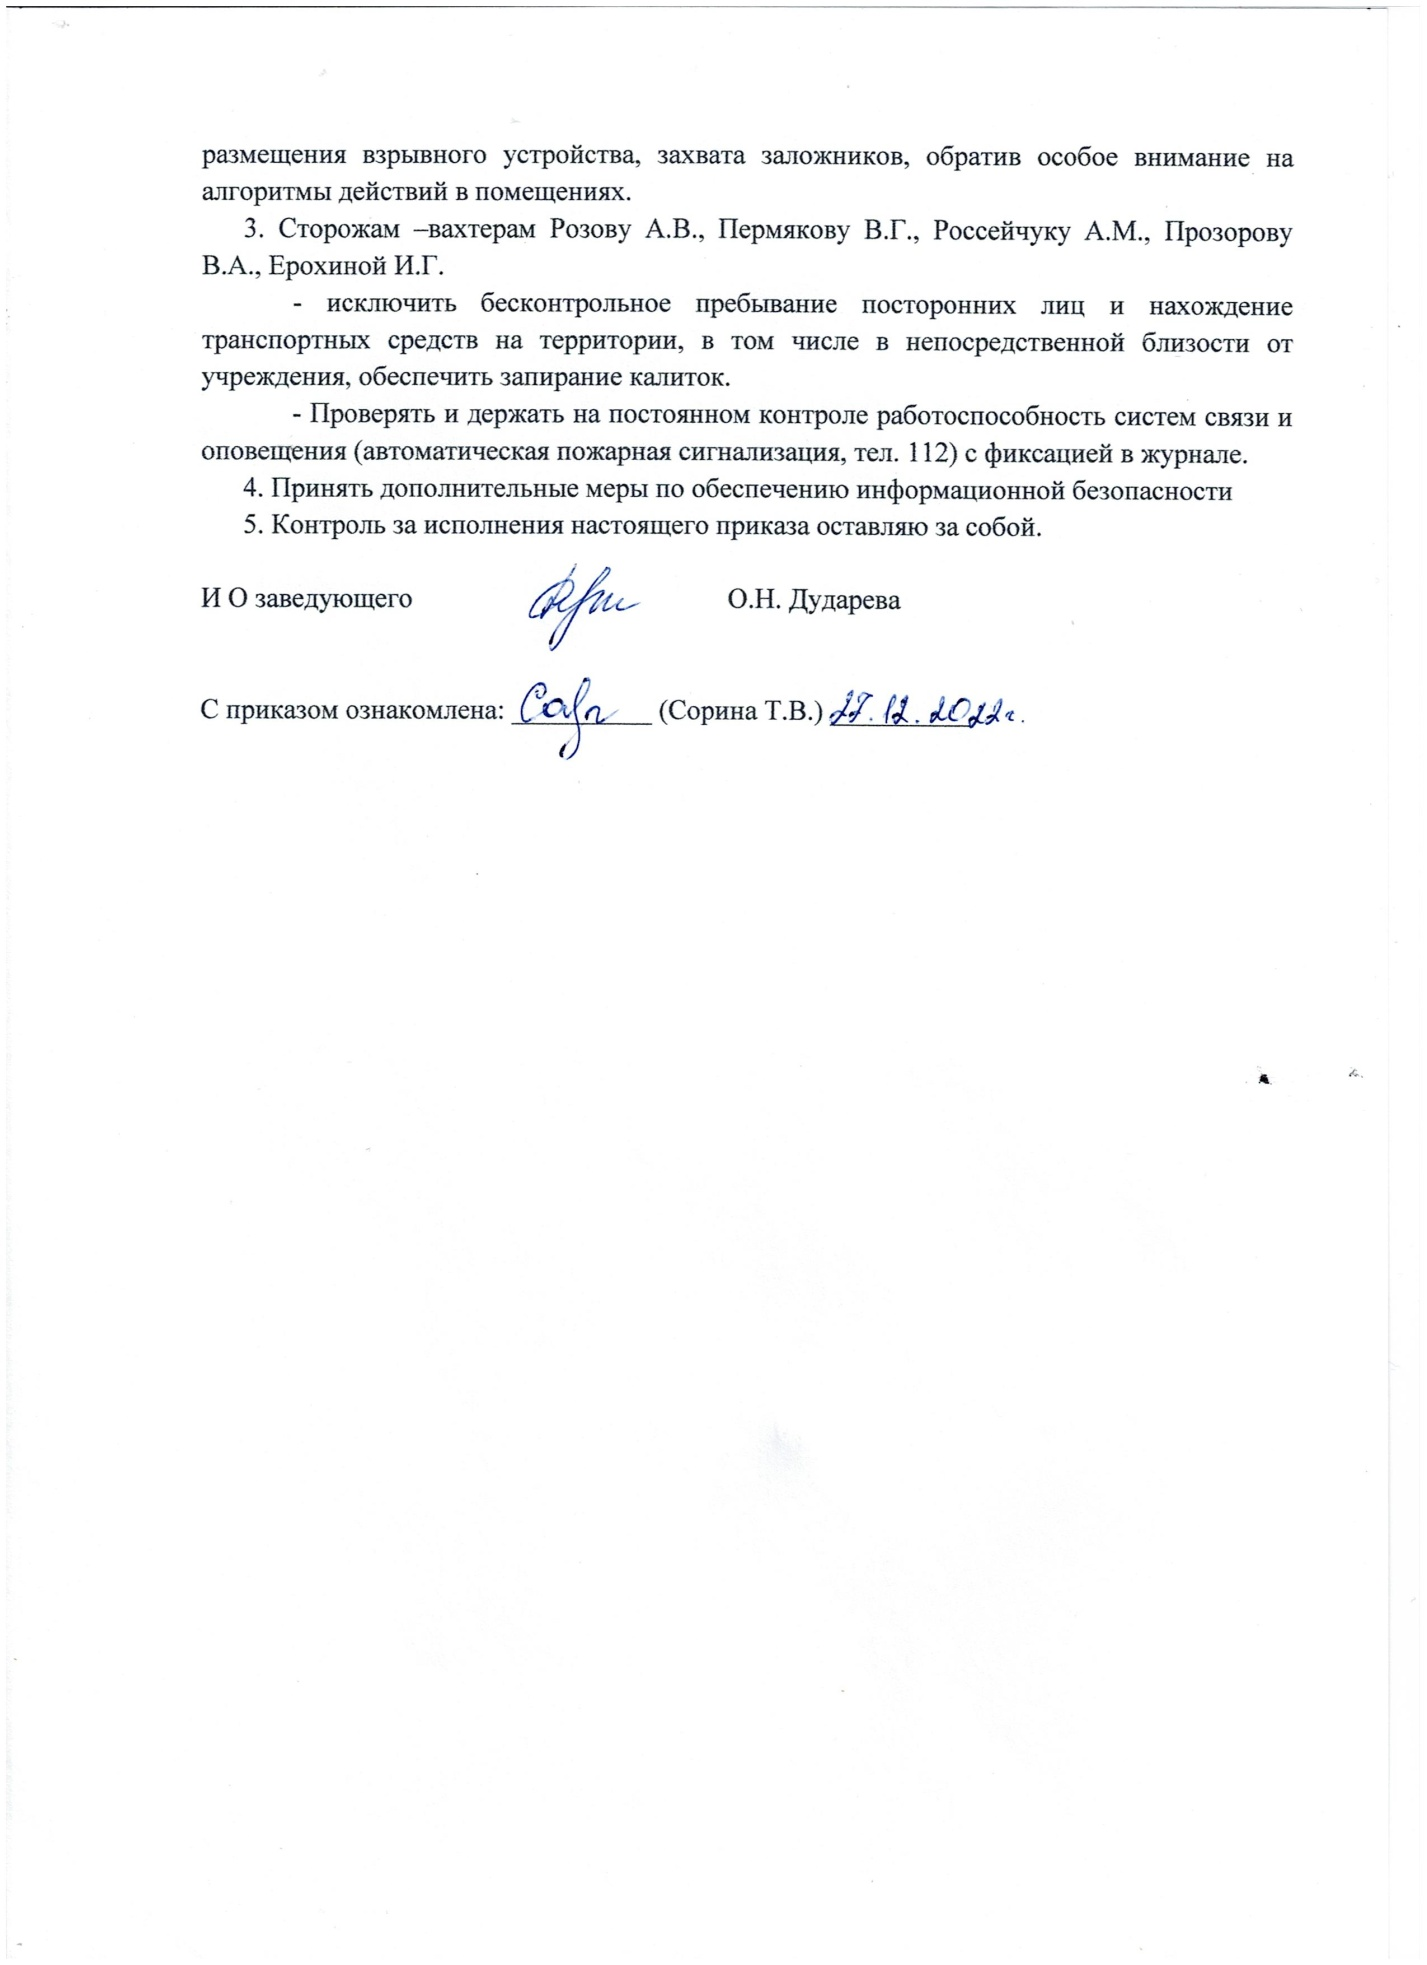 размещения взрывного устройства, захвата заложников, обратив особое внимание на
алгоритмы действий в помещениях.
3. Сторожам –вахтерам Розову А.В., Пермякову В.Г., Россейчуку А.М., Прозорову
В.А., Ерохиной И.Г.
- исключить бесконтрольное пребывание посторонних лиц и нахождение
транспортных средств на территории, в том числе в непосредственной близости от
учреждения, обеспечить запирание калиток.
- Проверять и держать на постоянном контроле работоспособность систем связи и
оповещения (автоматическая пожарная сигнализация, тел. 112) с фиксацией в журнале.
4. Принять дополнительные меры по обеспечению информационной безопасности
5. Контроль за исполнения настоящего приказа оставляю за собой.
И О заведующего О.Н. Дударева
С приказом ознакомлена: (Сорина Т.В.) 27.12.2022г.